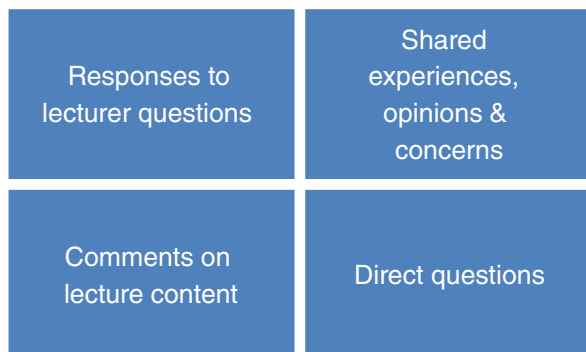 Responses to
lecturer questions
Shared
experiences,
opinions &
concerns
Comments on
lecture content
Direct questions